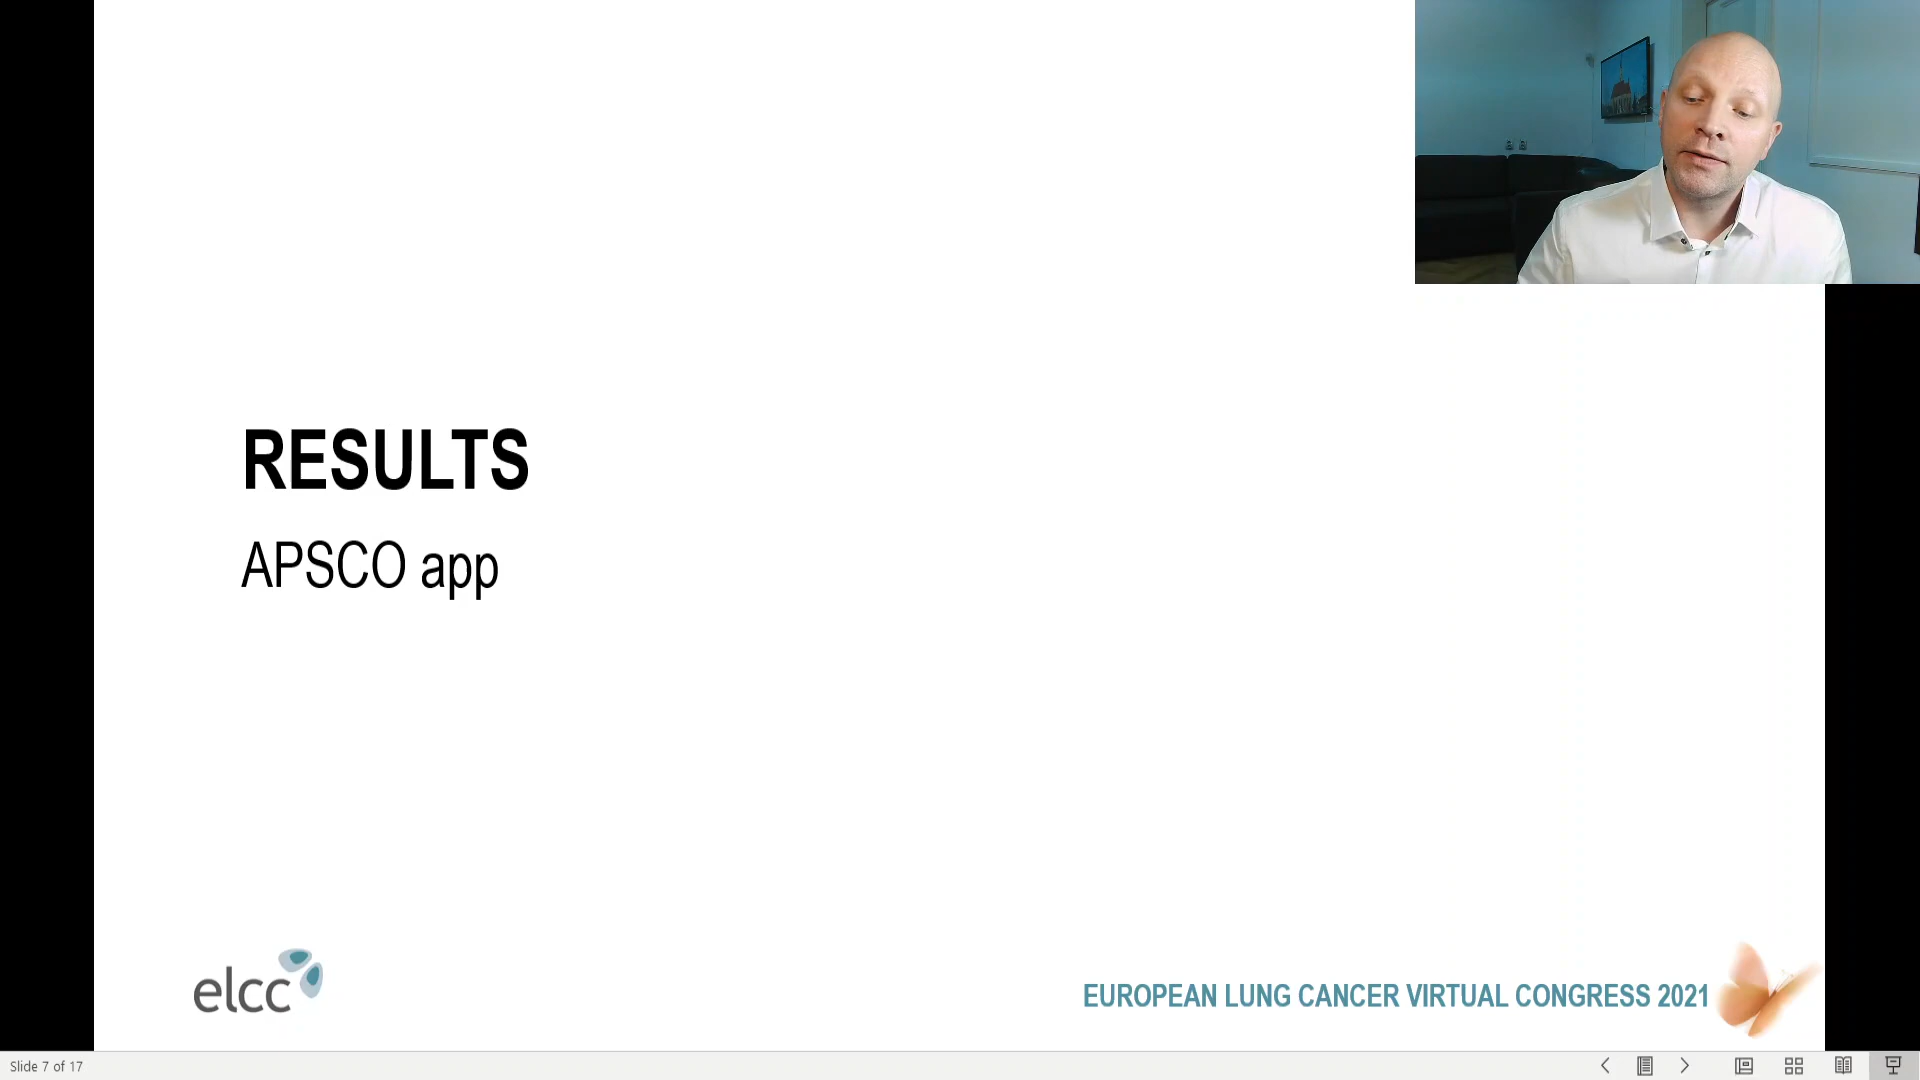 RESULTS
APSCO app
elcc
EUROPEAN LUNG CANCER VIRTUAL CONGRESS 2021
Slide 7 of 17